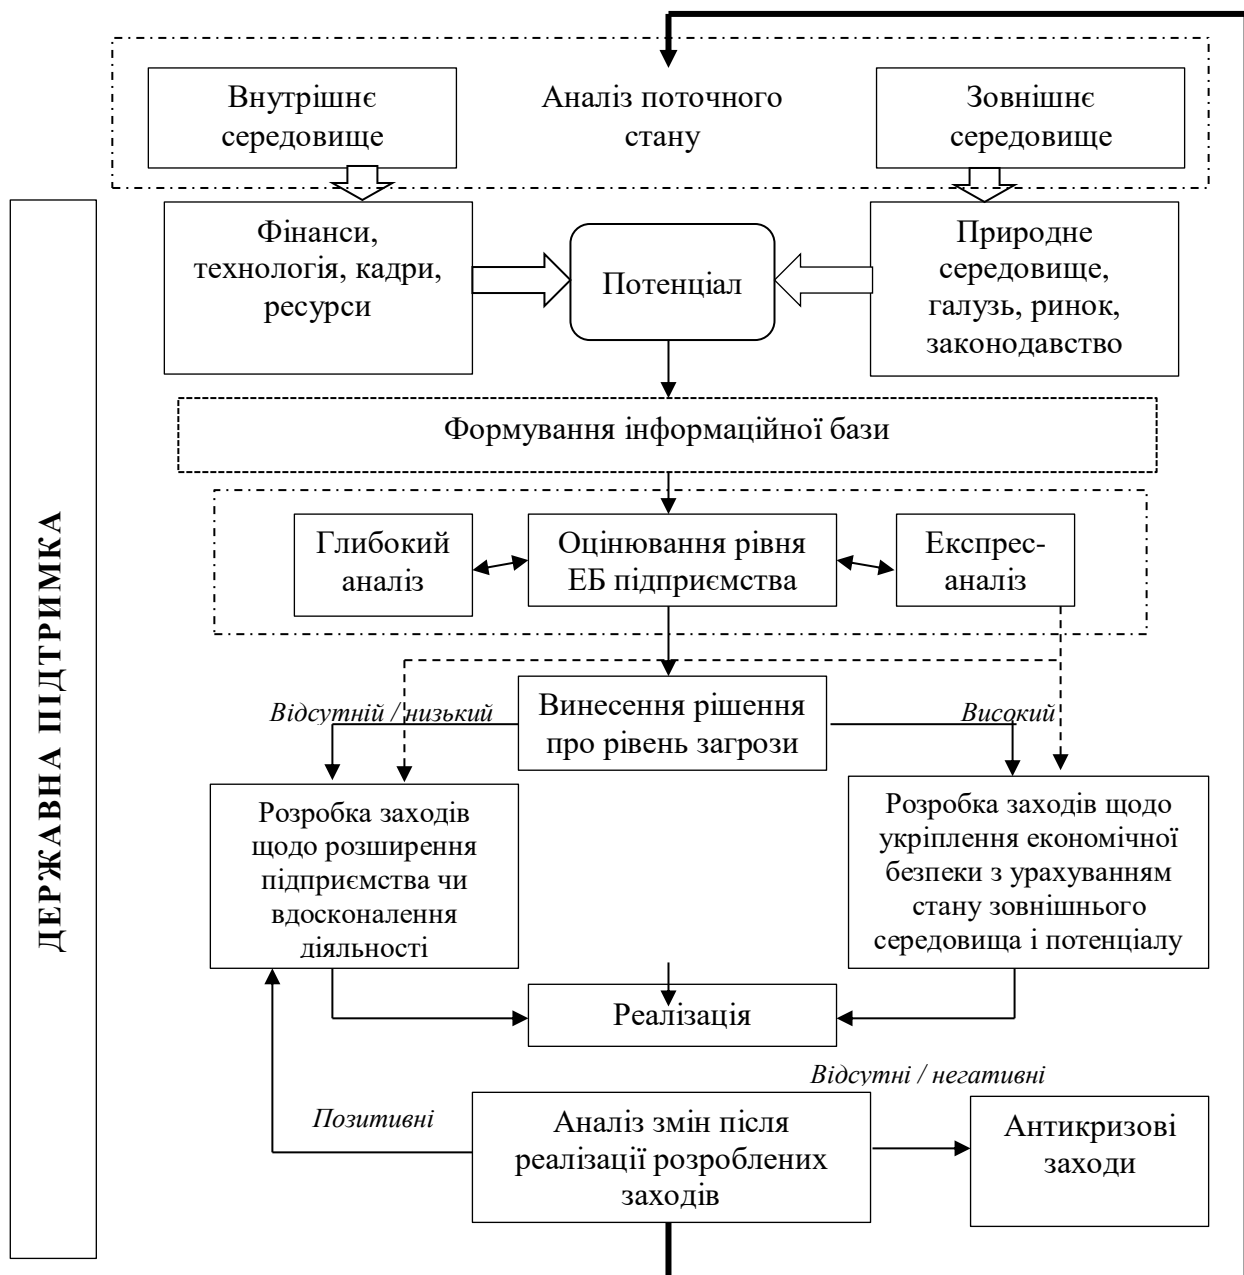 Внутрішнє
середовище
Аналіз поточного
стану
Зовнішнє
середовище
ДЕРЖАВНА ПІДТРИМКА
Фінанси,
технологія, кадри,
ресурси
Потенціал
Природне
середовище,
галузь, ринок,
законодавство
Формування інформаційної бази
Глибокий
аналіз
Оцінювання рівня
ЕБ підприємства
Експрес-
аналіз
Відсутній / низький
Винесення рішення
про рівень загрози
Високий
Розробка заходів
щодо розширення
підприємства чи
вдосконалення
діяльності
Розробка заходів щодо
укріплення економічної
безпеки з урахуванням
стану зовнішнього
середовища і потенціалу
Реалізація
Відсутні / негативні
Позитивні
Аналіз змін після
реалізації розроблених
заходів
Антикризові
заходи